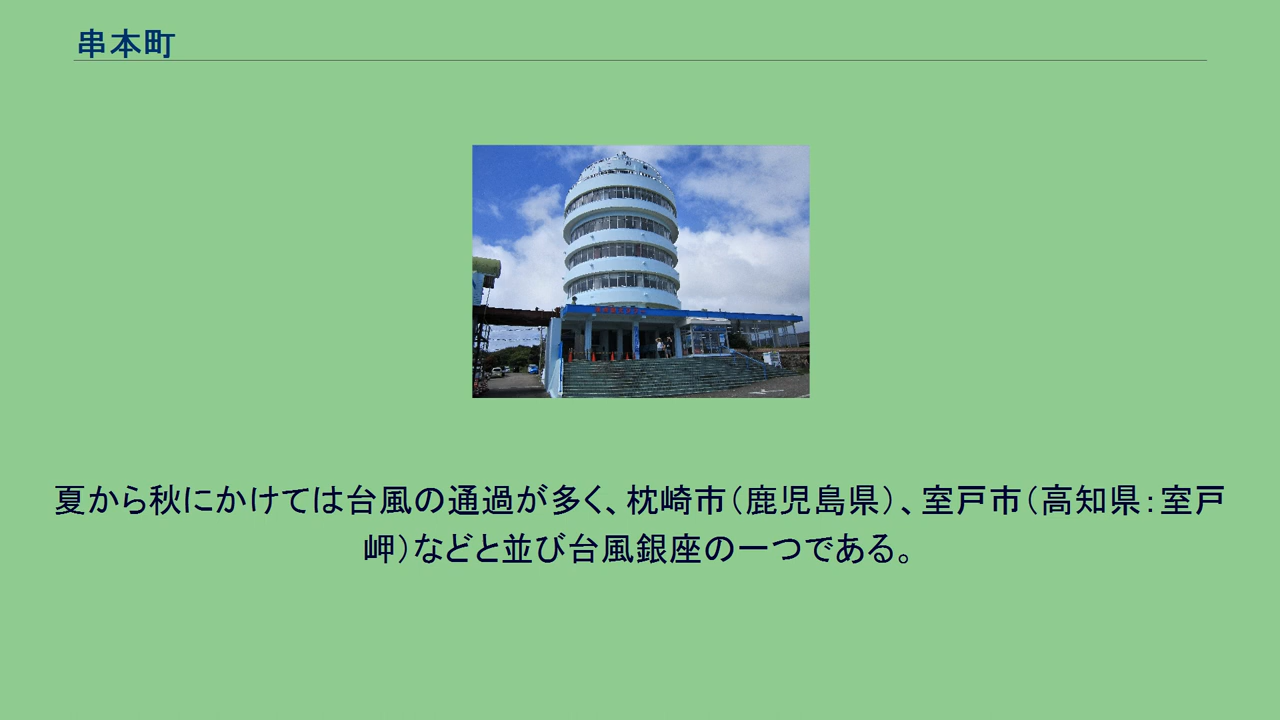 串本町
夏から秋にかけては台風の通過が多く、枕崎市（鹿児島県）、室戸市（高知県：室戸
岬）などと並び台風銀座の一つである。